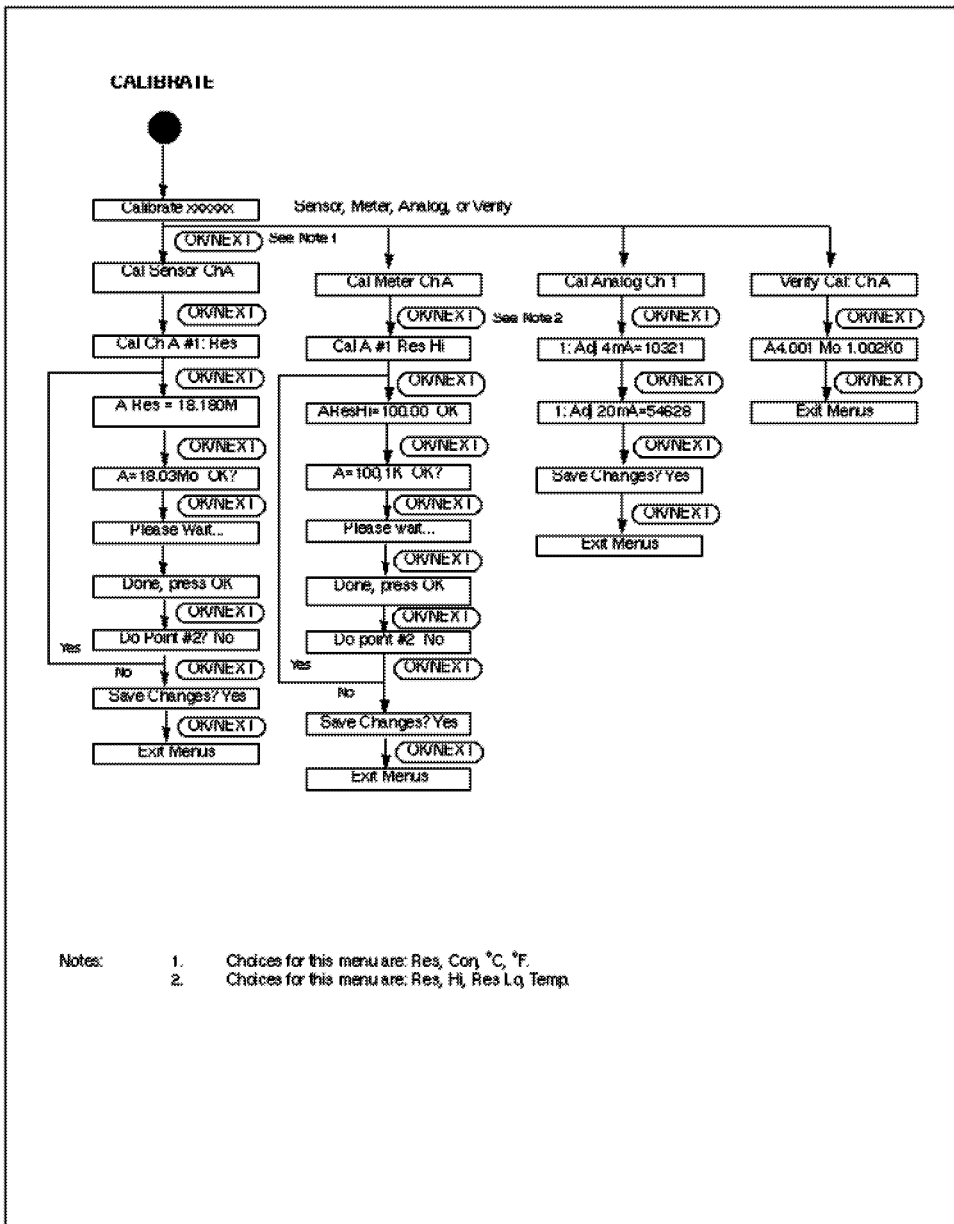 CALIBRATE
Calibrate xxxxxx
Sensor, Meter, Analog, or Verify
OK/NEXT
See Note 1
Cal Sensor ChA
OK/NEXT
Cal Ch A #1: Res
OK/NEXT
A Res = 18.180M
OK/NEXT
A=18.03Mo OK?
OK/NEXT
Please Wait...
Done, press OK
OK/NEXT
Do Point #2? No
Yes
No
OK/NEXT
Save Changes? Yes
OK/NEXT
Exit Menus
Cal Meter Ch A
OK/NEXT
See Note 2
Cal A #1 Res Hi
OK/NEXT
AResHi=100.00 OK
OK/NEXT
A=100,1K OK?
OK/NEXT
Please wait...
OK/NEXT
Done, press OK
OK/NEXT
Do point #2 No
Yes
OK/NEXT
No
Save Changes? Yes
OK/NEXT
Exit Menus
Cal Analog Ch 1
OK/NEXT
1: Adj 4mA=10321
OK/NEXT
1: Adj 20mA=54628
OK/NEXT
Save Changes? Yes
OK/NEXT
Exit Menus
Verify Cal: Ch A
OK/NEXT
A4.001 Mo 1.002K0
OK/NEXT
Exit Menus
Notes: 1. Choices for this menu are: Res, Con, °C, °F.
2. Choices for this menu are: Res, Hi, Res Lo, Temp.